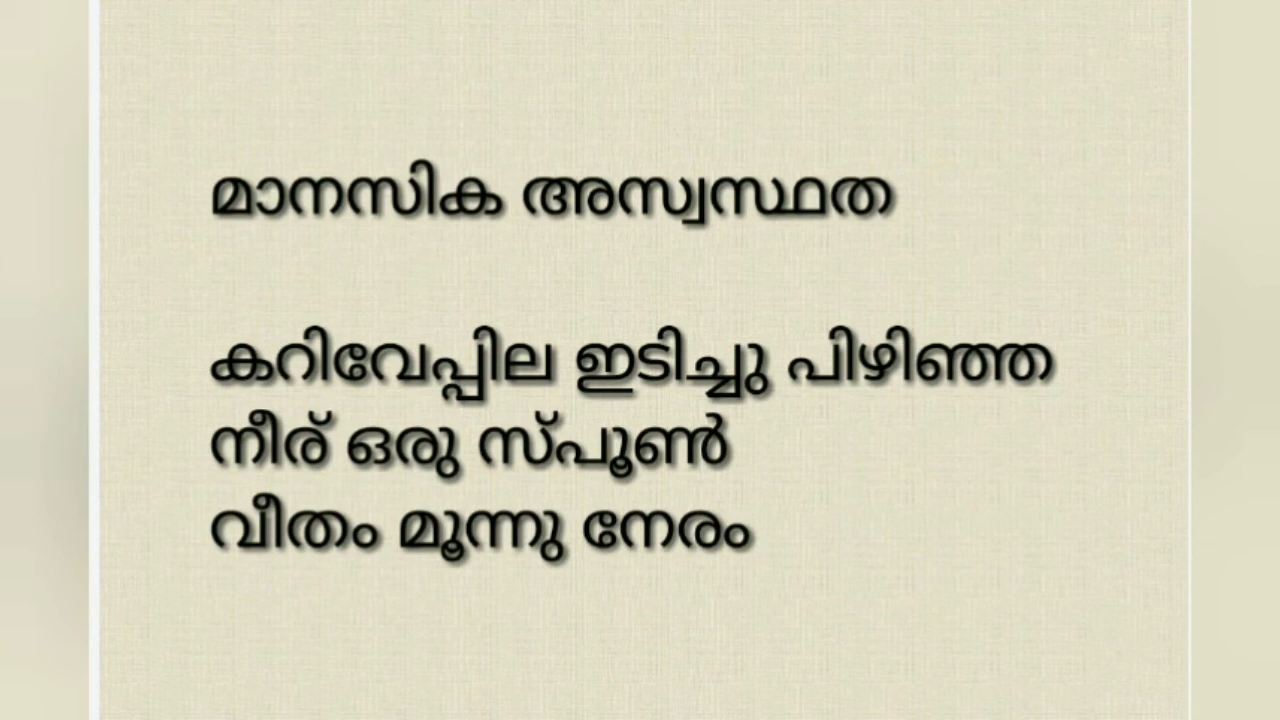 മാനസിക അസ്വസ്ഥത
കറിവേപ്പില ഇടിച്ചു പിഴിഞ്ഞ
നീര് ഒരു സ്പൂൺ
വീതം മൂന്നു നേരം